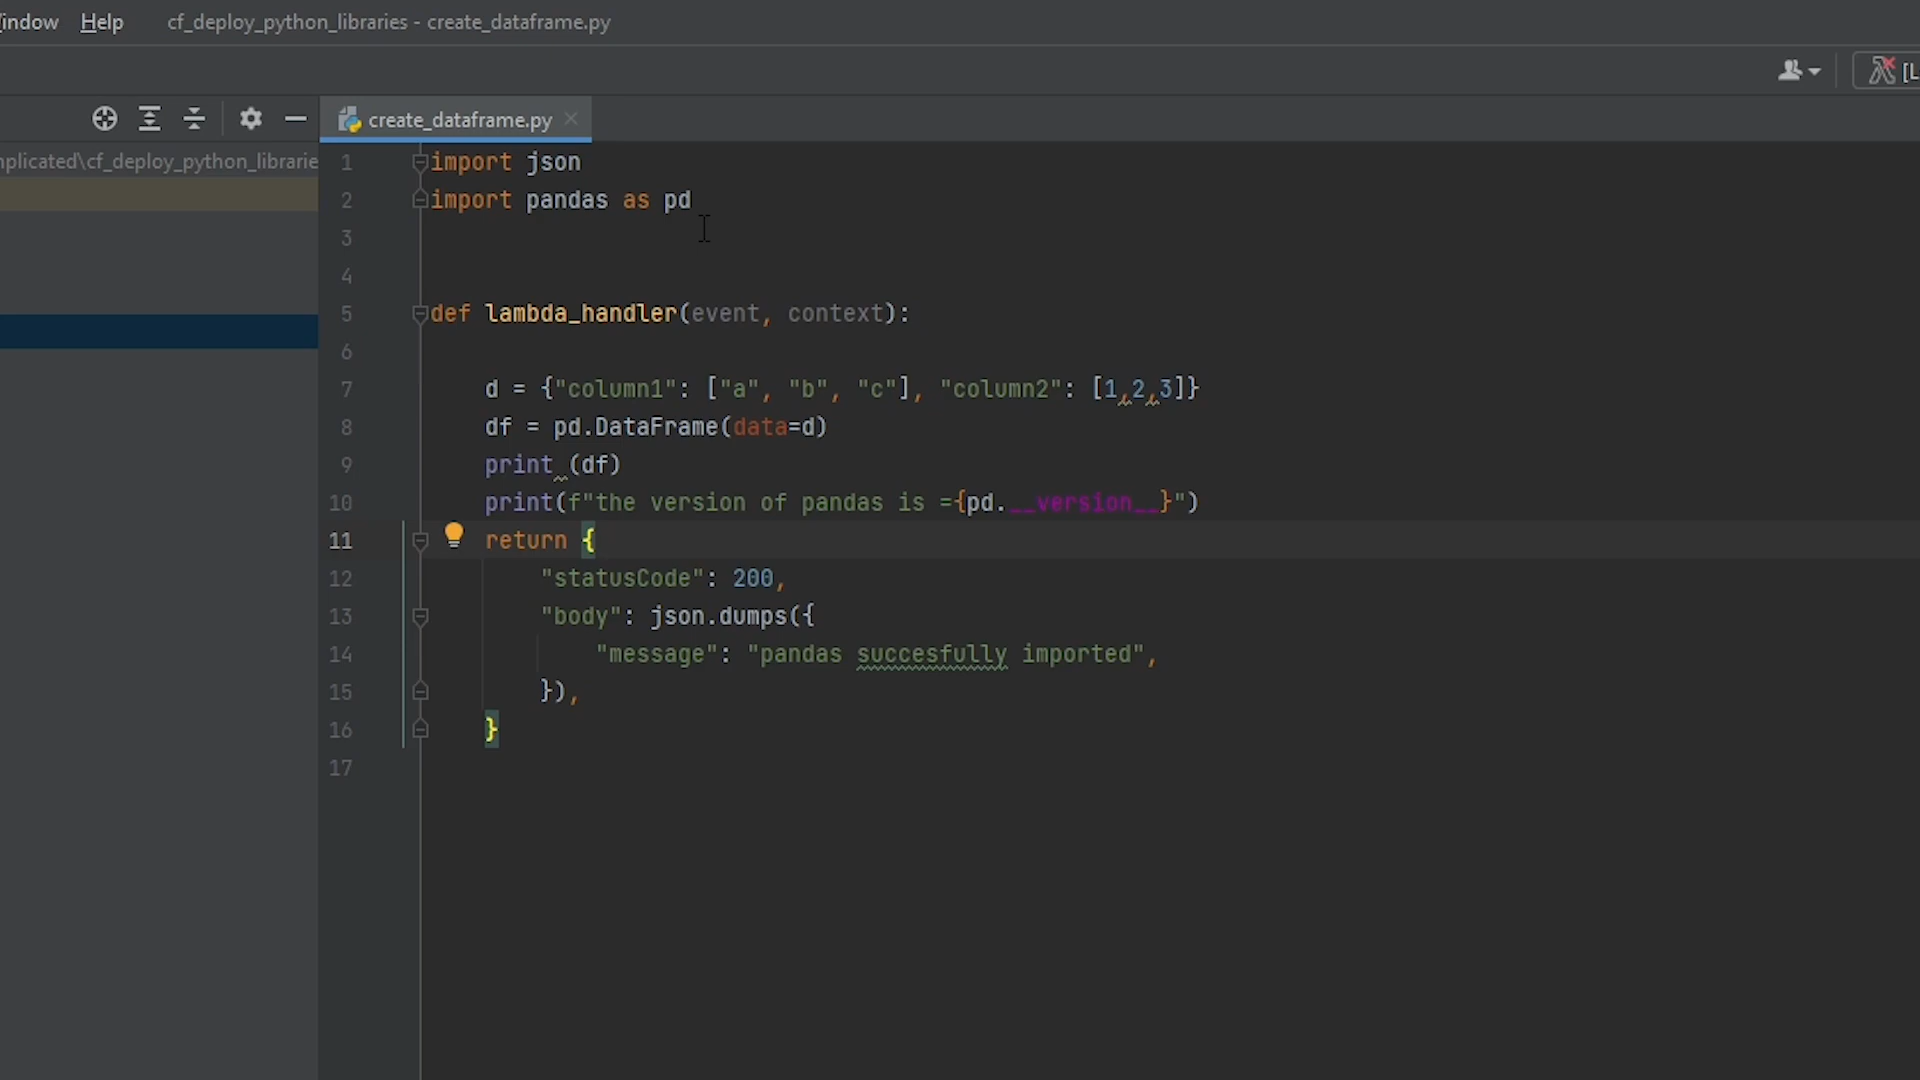 indow Help cf_deploy_python_libraries - create_dataframe.py
[L
create_dataframe.py
plicated\cf_deploy_python_librarie
1 import json
2 import pandas as pd
3
4
5 def lambda_handler(event, context):
6
7 d = {"column1": ["a", "b", "c"], "column2": [1,2,3]}
8 df = pd.DataFrame(data=d)
9 print (df)
10 print(f"the version of pandas is ={pd.__version__}")
11 return {
12 "statusCode": 200,
13 "body": json.dumps({
14 "message": "pandas succesfully imported",
15 }),
16 }
17